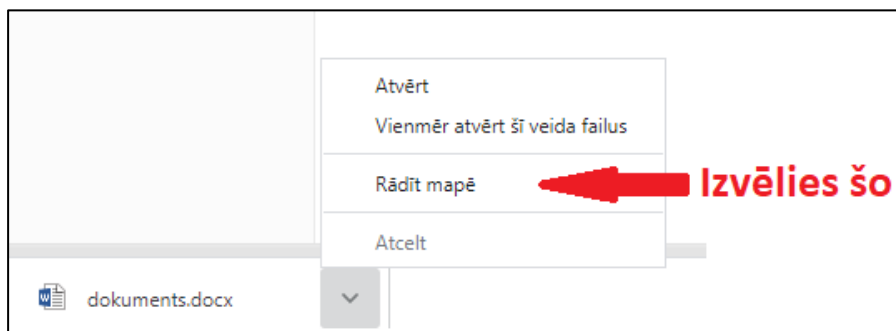 Atvērt
Vienmēr atvērt šī veida failus
Rādīt mapē
Izvēlies šo
Atcelt
dokuments.docx